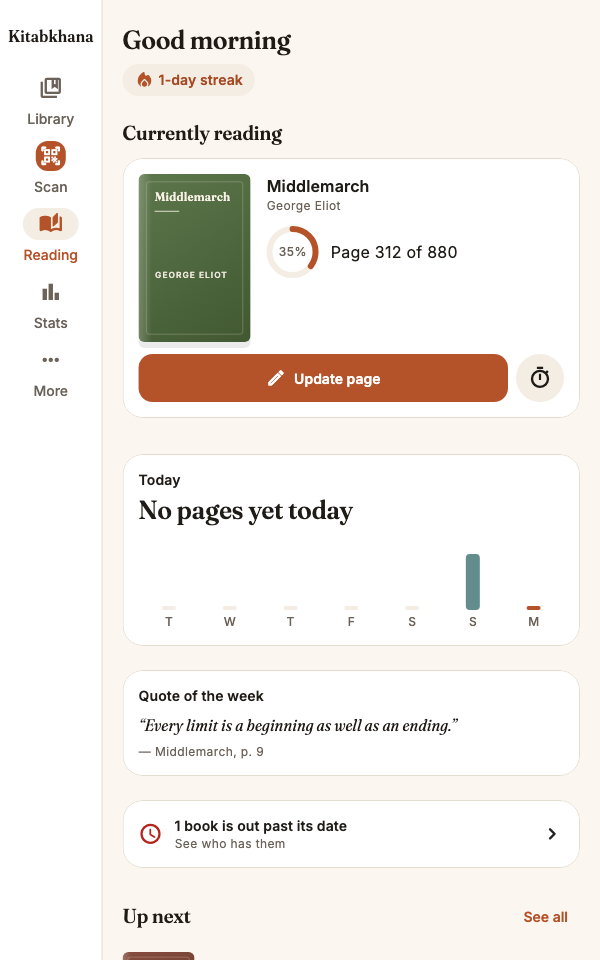 Kitabkhana
Library
Scan
Reading
Stats
More
Good morning
1-day streak
Currently reading
Middlemarch
GEORGE ELIOT
Middlemarch
George Eliot
35%
Page 312 of 880
Update page
Today
No pages yet today
T W T F S S M
Quote of the week
“Every limit is a beginning as well as an ending.”
— Middlemarch, p. 9
1 book is out past its date
See who has them
Up next
See all